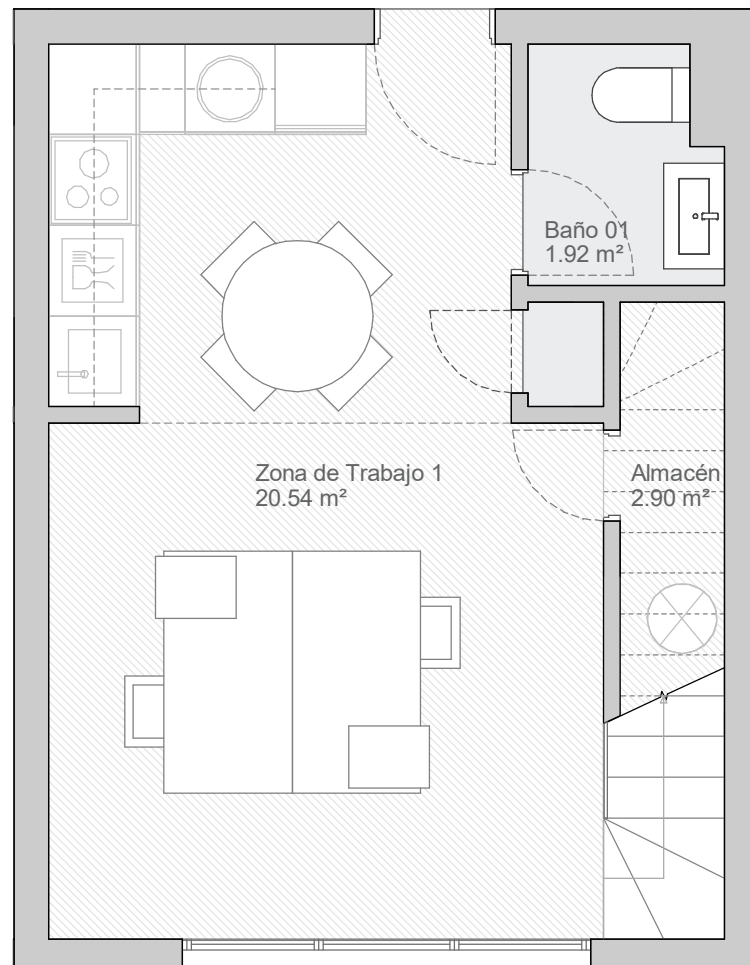 Baño 01
1.92 m²
Zona de Trabajo 1
20.54 m²
Almacén
2.90 m²